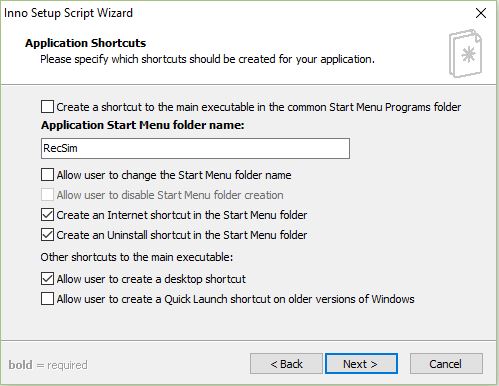 Inno Setup Script Wizard
Application Shortcuts
Please specify which shortcuts should be created for your application.
Create a shortcut to the main executable in the common Start Menu Programs folder
Application Start Menu folder name:
RecSim
Allow user to change the Start Menu folder name
Allow user to disable Start Menu folder creation
Create an Internet shortcut in the Start Menu folder
Create an Uninstall shortcut in the Start Menu folder
Other shortcuts to the main executable:
Allow user to create a desktop shortcut
Allow user to create a Quick Launch shortcut on older versions of Windows
bold = required
< Back
Next >
Cancel